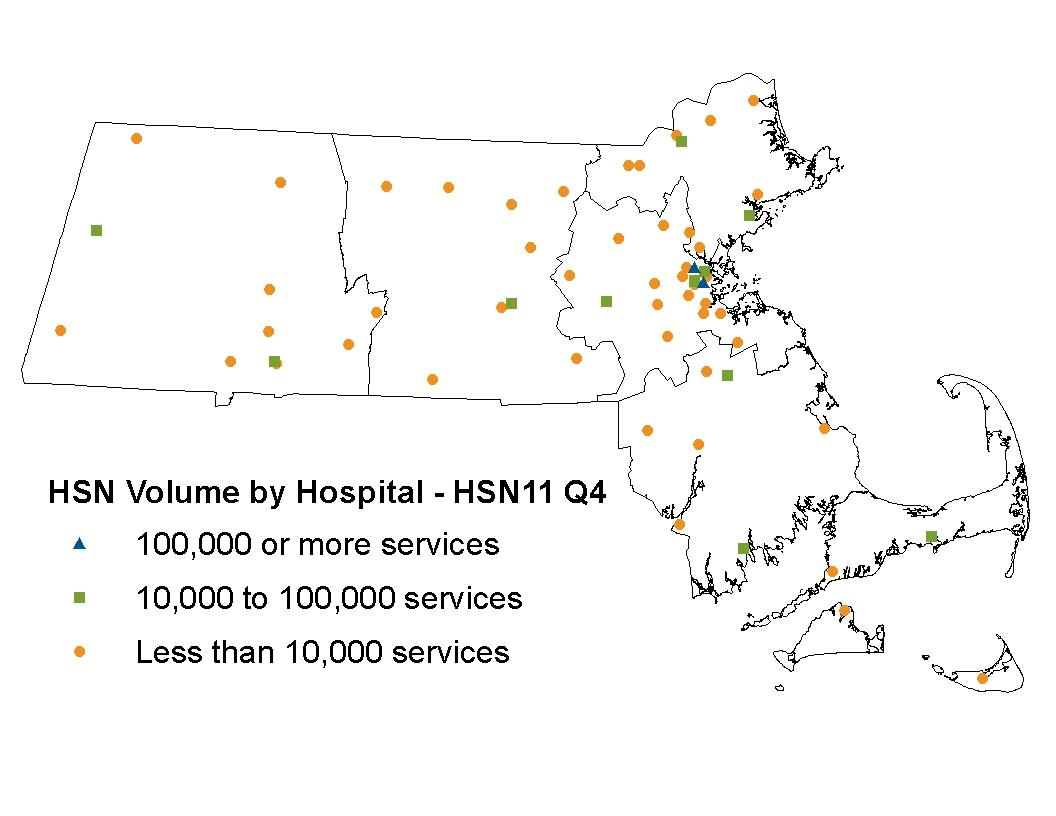 HSN Volume by Hospital - HSN11 Q4
100,000 or more services
10,000 to 100,000 services
Less than 10,000 services